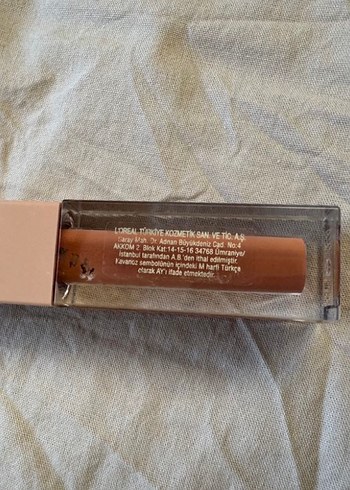 L'OREAL TÜRKİYE KOZMETİK SAN. VE TİC. A.Ş.
Saray Mah. Dr. Adnan Büyükdeniz Cad. No:4
AKKOM 2. Blok Kat:14-15-16 34768 Ümraniye/
İstanbul tarafından A.B.'den ithal edilmiştir.
Kavanoz sembolünün içindeki M harfi Türkçe
olarak AY'ı ifade etmektedir.